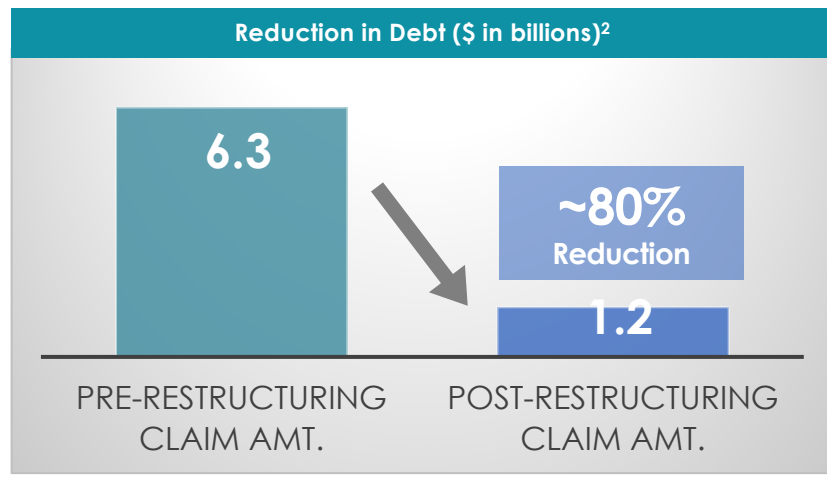 Reduction in Debt ($ in billions)²
6.3
~80%
Reduction
1.2
PRE-RESTRUCTURING
CLAIM AMT.
POST-RESTRUCTURING
CLAIM AMT.